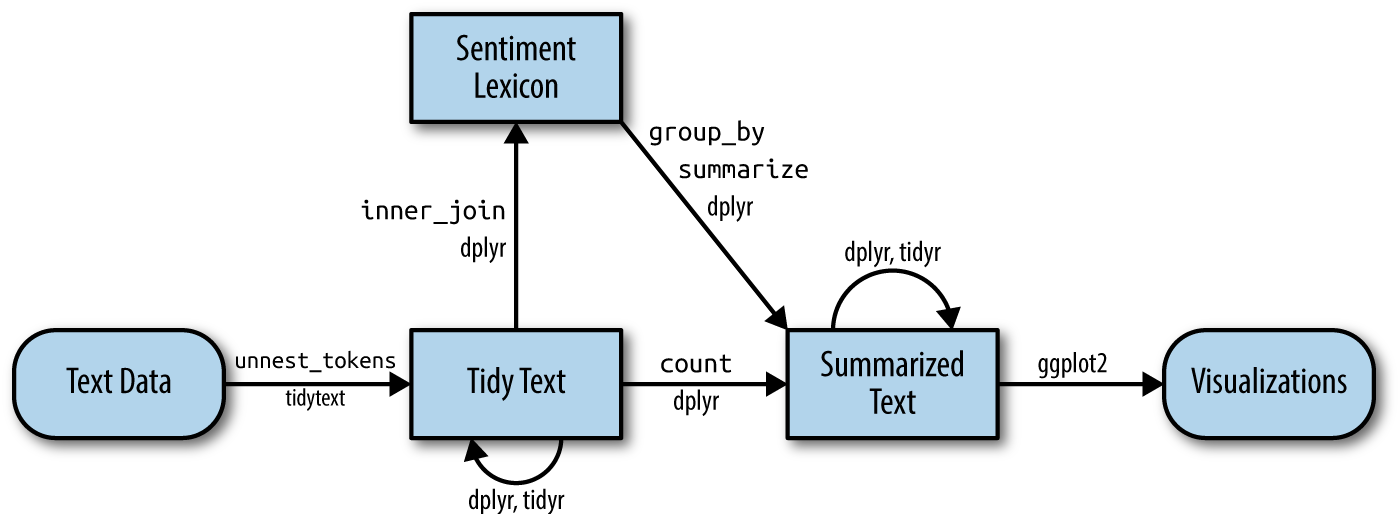 Sentiment
Lexicon
group_by
summarize
dplyr
inner_join
dplyr
dplyr, tidyr
Text Data
unnest_tokens
tidytext
Tidy Text
count
dplyr
Summarized
Text
ggplot2
Visualizations
dplyr, tidyr